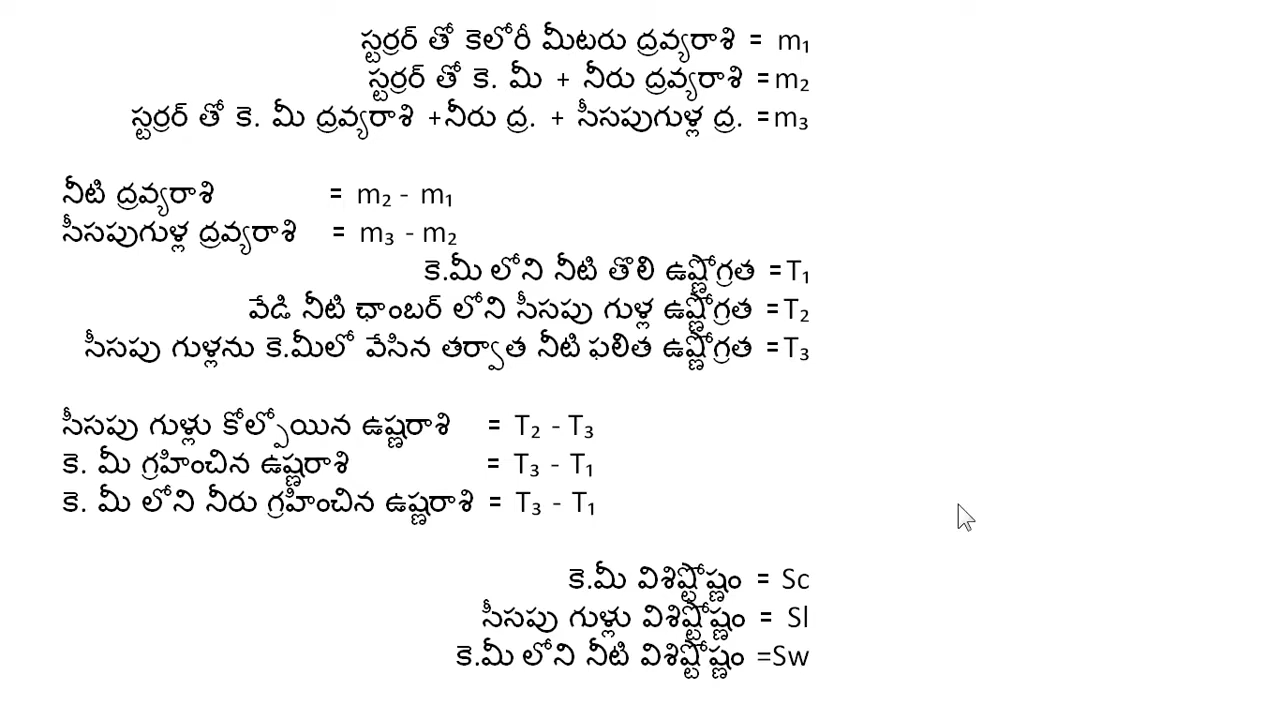 స్టర్రర్ తో కెలోరీ మీటరు ద్రవ్యరాశి = m₁
స్టర్రర్ తో కె. మీ + నీరు ద్రవ్యరాశి =m₂
స్టర్రర్ తో కె. మీ ద్రవ్యరాశి +నీరు ద్ర. + సీసపుగుళ్ల ద్ర. =m₃
నీటి ద్రవ్యరాశి = m₂ - m₁
సీసపుగుళ్ల ద్రవ్యరాశి = m₃ - m₂
కె.మీ లోని నీటి తొలి ఉష్ణోగ్రత =T₁
వేడి నీటి ఛాంబర్ లోని సీసపు గుళ్ల ఉష్ణోగ్రత =T₂
సీసపు గుళ్లను కె.మీలో వేసిన తర్వాత నీటి ఫలిత ఉష్ణోగ్రత =T₃
సీసపు గుళ్లు కోల్పోయిన ఉష్ణరాశి = T₂ - T₃
కె. మీ గ్రహించిన ఉష్ణరాశి = T₃ - T₁
కె. మీ లోని నీరు గ్రహించిన ఉష్ణరాశి = T₃ - T₁
కె.మీ విశిష్టోష్ణం = Sc
సీసపు గుళ్లు విశిష్టోష్ణం = Sl
కె.మీ లోని నీటి విశిష్టోష్ణం =Sw